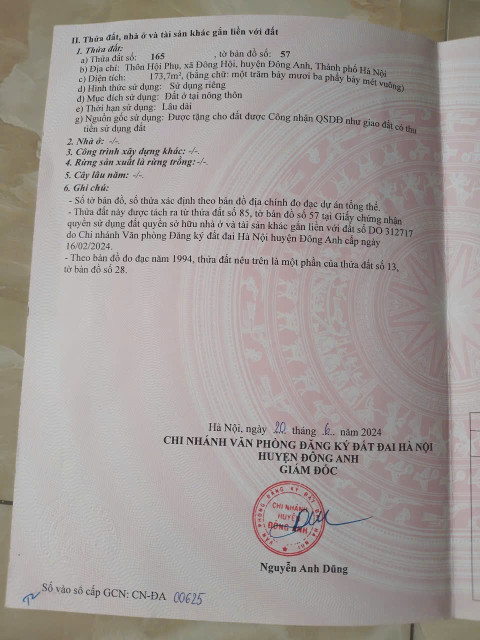 II. Thửa đất, nhà ở và tài sản khác gắn liền với đất
1. Thửa đất:
a) Thửa đất số: 165 , tờ bản đồ số: 57
b) Địa chỉ: Thôn Hội Phụ, xã Đông Hội, huyện Đông Anh, Thành phố Hà Nội
c) Diện tích: 173,7m², (bằng chữ: một trăm bảy mươi ba phẩy bảy mét vuông)
d) Hình thức sử dụng: Sử dụng riêng
đ) Mục đích sử dụng: Đất ở tại nông thôn
e) Thời hạn sử dụng: Lâu dài
g) Nguồn gốc sử dụng: Được tặng cho đất được Công nhận QSDĐ như giao đất có thu
tiền sử dụng đất
2. Nhà ở: -/-.
3. Công trình xây dựng khác: -/-.
4. Rừng sản xuất là rừng trồng:-/-.
5. Cây lâu năm: -/-.
6. Ghi chú:
- Số tờ bản đồ, số thửa xác định theo bản đồ địa chính đo đạc dự án tổng thể.
- Thửa đất này được tách ra từ thửa đất số 85, tờ bản đồ số 57 tại Giấy chứng nhận
quyền sử dụng đất quyền sở hữu nhà ở và tài sản khác gắn liền với đất số DO 312717
do Chi nhánh Văn phòng Đăng ký đất đai Hà Nội huyện Đông Anh cấp ngày
16/02/2024.
- Theo bản đồ đo đạc năm 1994, thửa đất nêu trên là một phần của thửa đất số 13,
tờ bản đồ số 28.
Hà Nội, ngày 20 tháng 6 năm 2024
CHI NHÁNH VĂN PHÒNG ĐĂNG KÝ ĐẤT ĐAI HÀ NỘI
HUYỆN ĐÔNG ANH
GIÁM ĐỐC
VĂN PHÒNG ĐĂNG KÝ ĐẤT ĐAI HÀ NỘI
CHI NHÁNH
HUYỆN
ĐÔNG ANH
Nguyễn Anh Dũng
Số vào sổ cấp GCN: CN-ĐA 00625